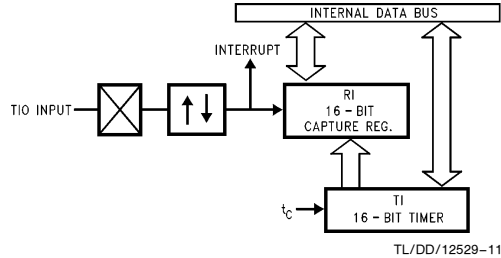 INTERNAL DATA BUS
INTERRUPT
TIO INPUT
RI
16-BIT
CAPTURE REG.
tC
TI
16-BIT TIMER
TL/DD/12529-11